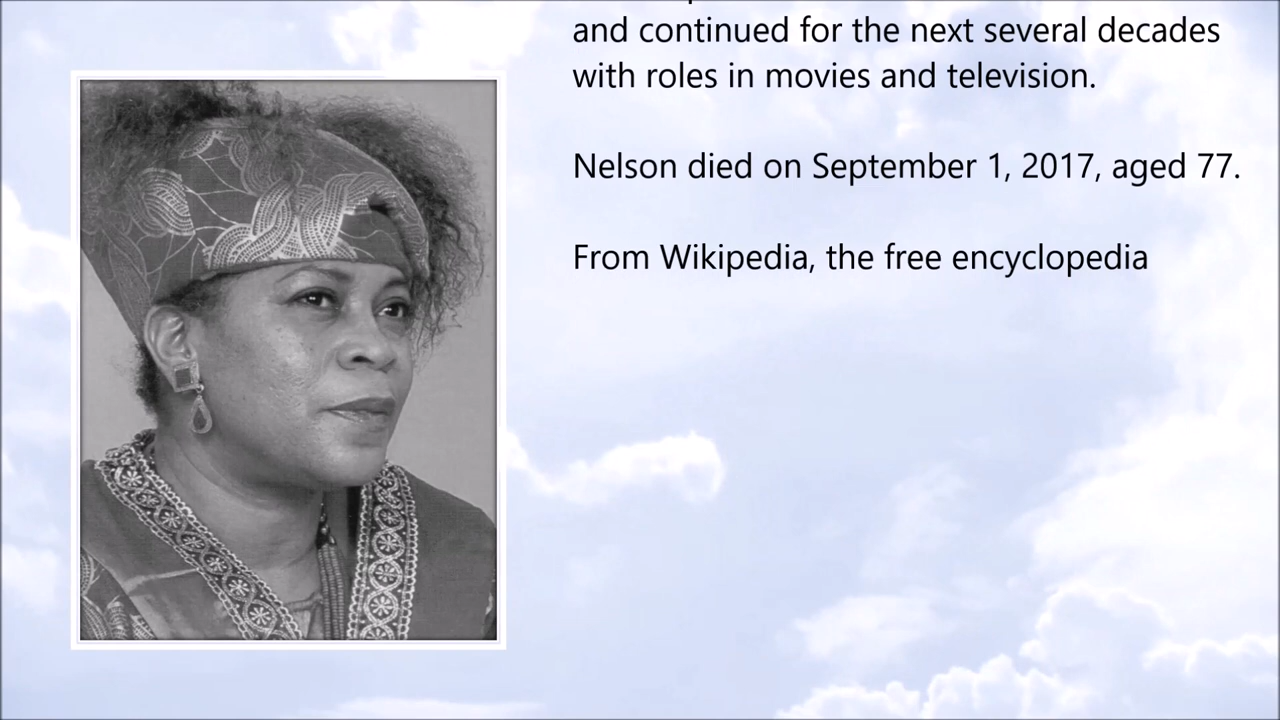 and continued for the next several decades
with roles in movies and television.
Nelson died on September 1, 2017, aged 77.
From Wikipedia, the free encyclopedia